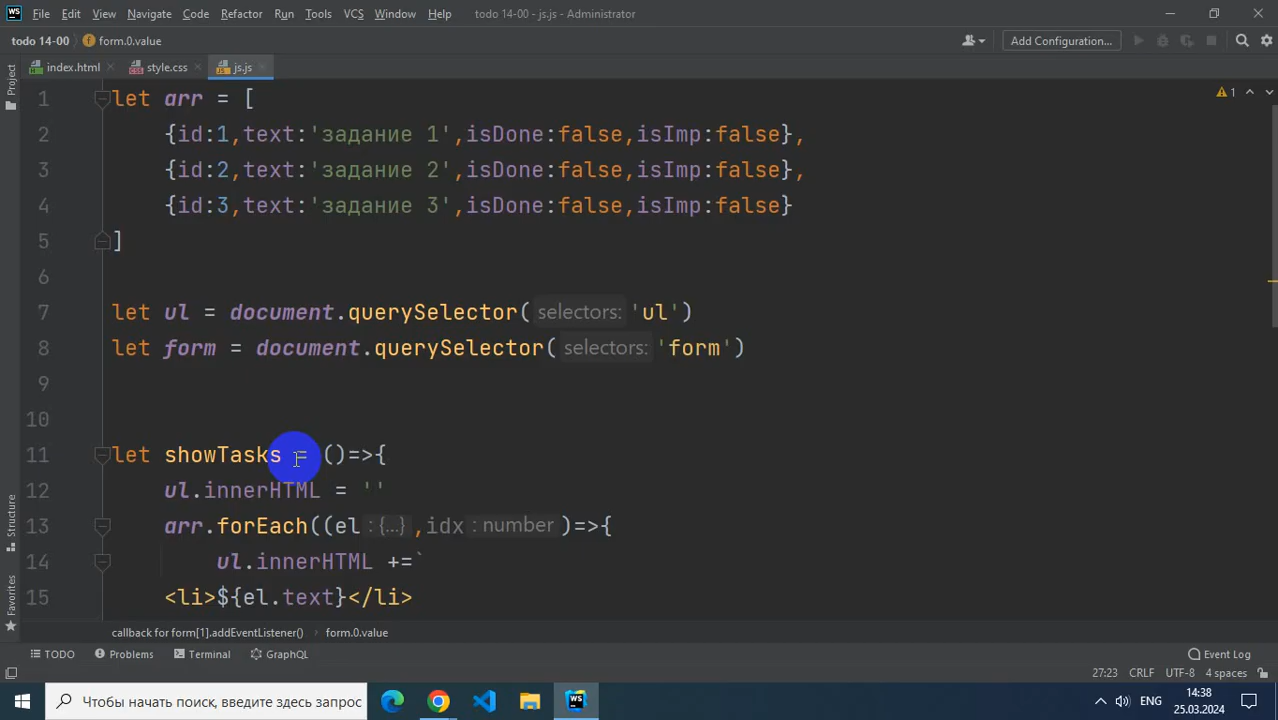 File Edit View Navigate Code Refactor Run Tools VCS Window Help todo 14-00 - js.js - Administrator
todo 14-00 form.0.value Add Configuration...
index.html style.css js.js
Project
1 let arr = [
2 {id:1,text:'задание 1',isDone:false,isImp:false},
3 {id:2,text:'задание 2',isDone:false,isImp:false},
4 {id:3,text:'задание 3',isDone:false,isImp:false}
5 ]
6
7 let ul = document.querySelector( selectors: 'ul')
8 let form = document.querySelector( selectors: 'form')
9
10
11 let showTasks = ()=>{
12 ul.innerHTML = ''
13 arr.forEach((el : {...} ,idx : number )=>{
14 ul.innerHTML +=`
15 <li>${el.text}</li>
1
Structure
Favorites
callback for form[1].addEventListener() form.0.value
TODO Problems Terminal GraphQL Event Log
27:23 CRLF UTF-8 4 spaces
Чтобы начать поиск, введите здесь запрос
WS
ENG
14:38
25.03.2024